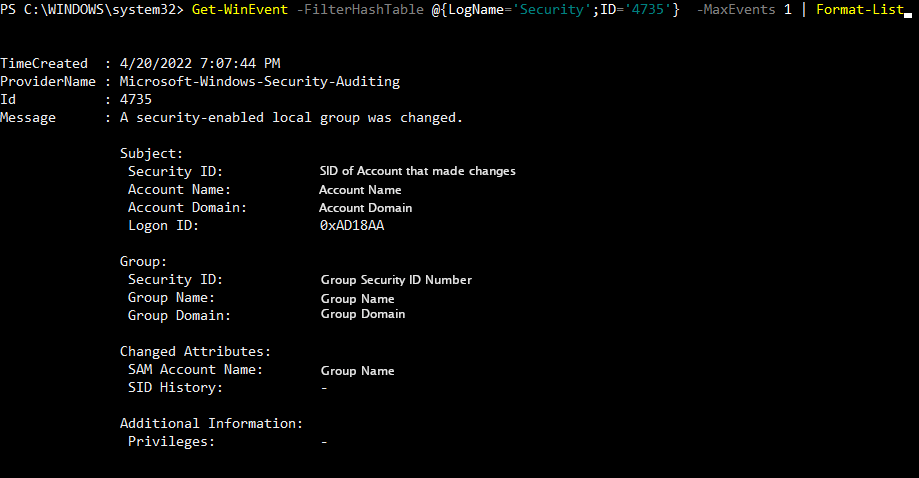 PS C:\WINDOWS\system32> Get-WinEvent -FilterHashTable @{LogName='Security';ID='4735'}  -MaxEvents 1 | Format-List
TimeCreated  : 4/20/2022 7:07:44 PM
ProviderName : Microsoft-Windows-Security-Auditing
Id           : 4735
Message      : A security-enabled local group was changed.
Subject:
Security ID: SID of Account that made changes
Account Name: Account Name
Account Domain: Account Domain
Logon ID: 0xAD18AA
Group:
Security ID: Group Security ID Number
Group Name: Group Name
Group Domain: Group Domain
Changed Attributes:
SAM Account Name: Group Name
SID History: -
Additional Information:
Privileges: -